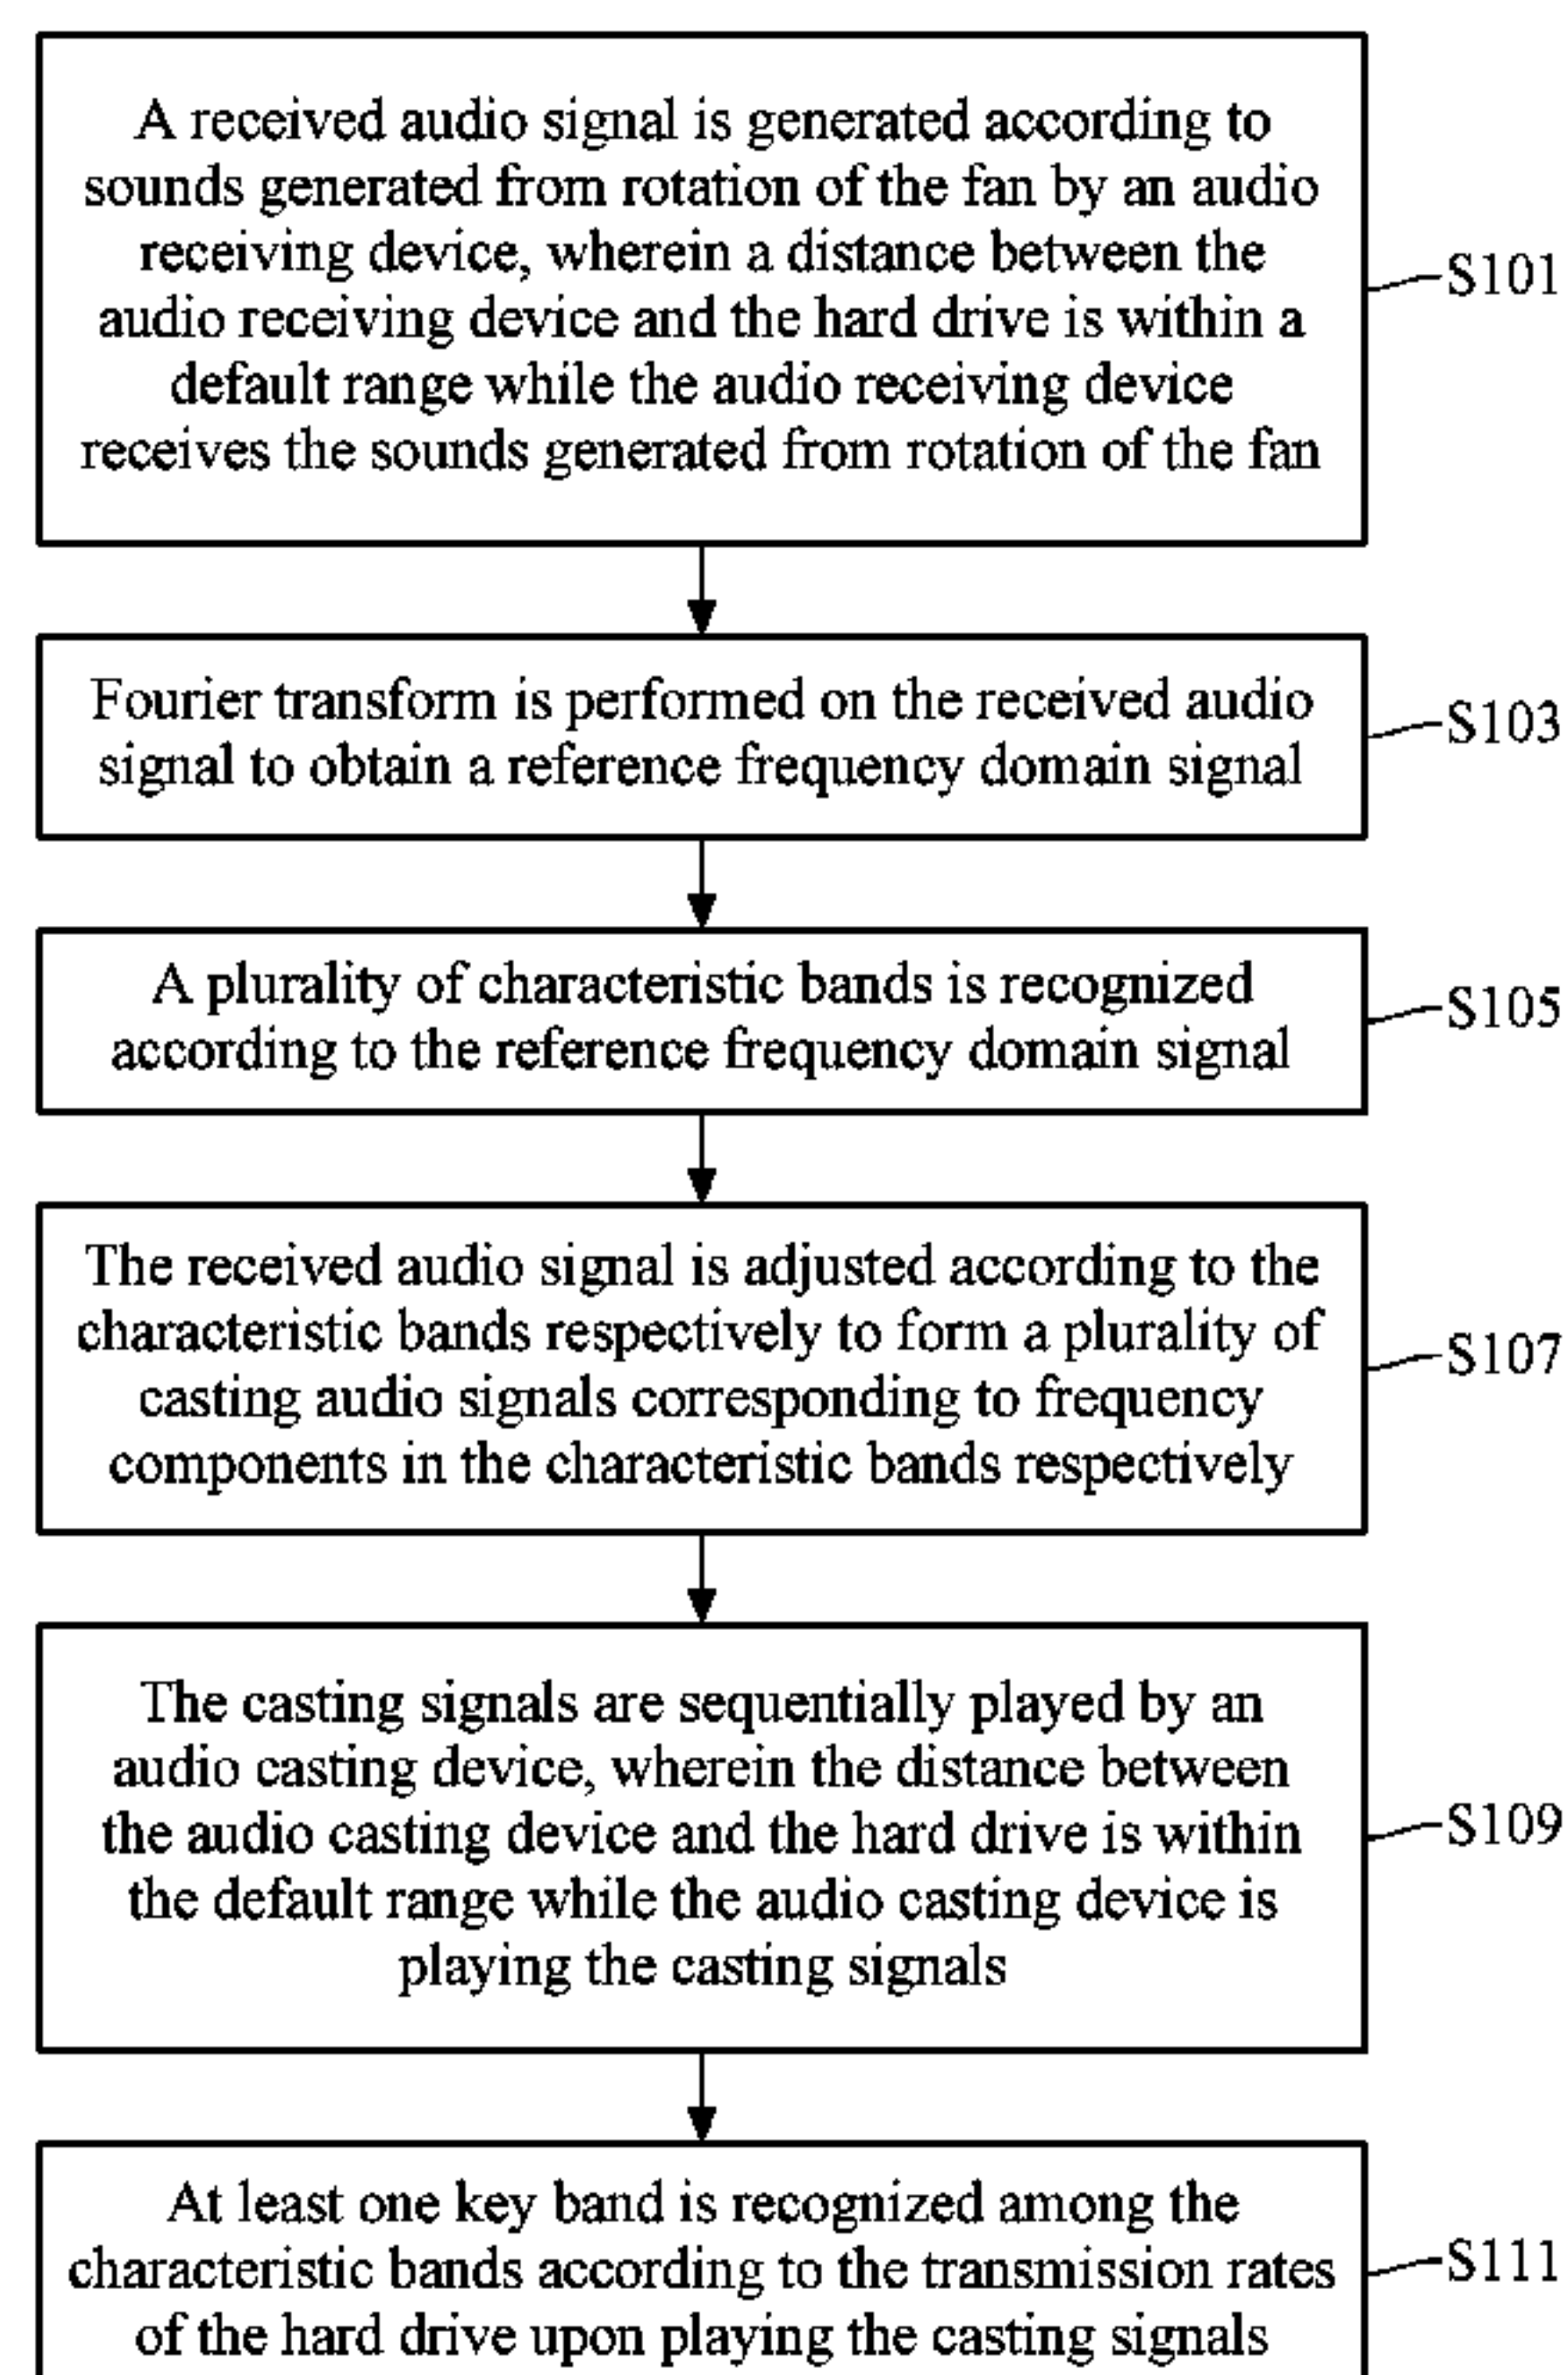 A received audio signal is generated according to
sounds generated from rotation of the fan by an audio
receiving device, wherein a distance between the
audio receiving device and the hard drive is within a
default range while the audio receiving device
receives the sounds generated from rotation of the fan
S101
Fourier transform is performed on the received audio
signal to obtain a reference frequency domain signal
S103
A plurality of characteristic bands is recognized
according to the reference frequency domain signal
S105
The received audio signal is adjusted according to the
characteristic bands respectively to form a plurality of
casting audio signals corresponding to frequency
components in the characteristic bands respectively
S107
The casting signals are sequentially played by an
audio casting device, wherein the distance between
the audio casting device and the hard drive is within
the default range while the audio casting device is
playing the casting signals
S109
At least one key band is recognized among the
characteristic bands according to the transmission rates
of the hard drive upon playing the casting signals
S111